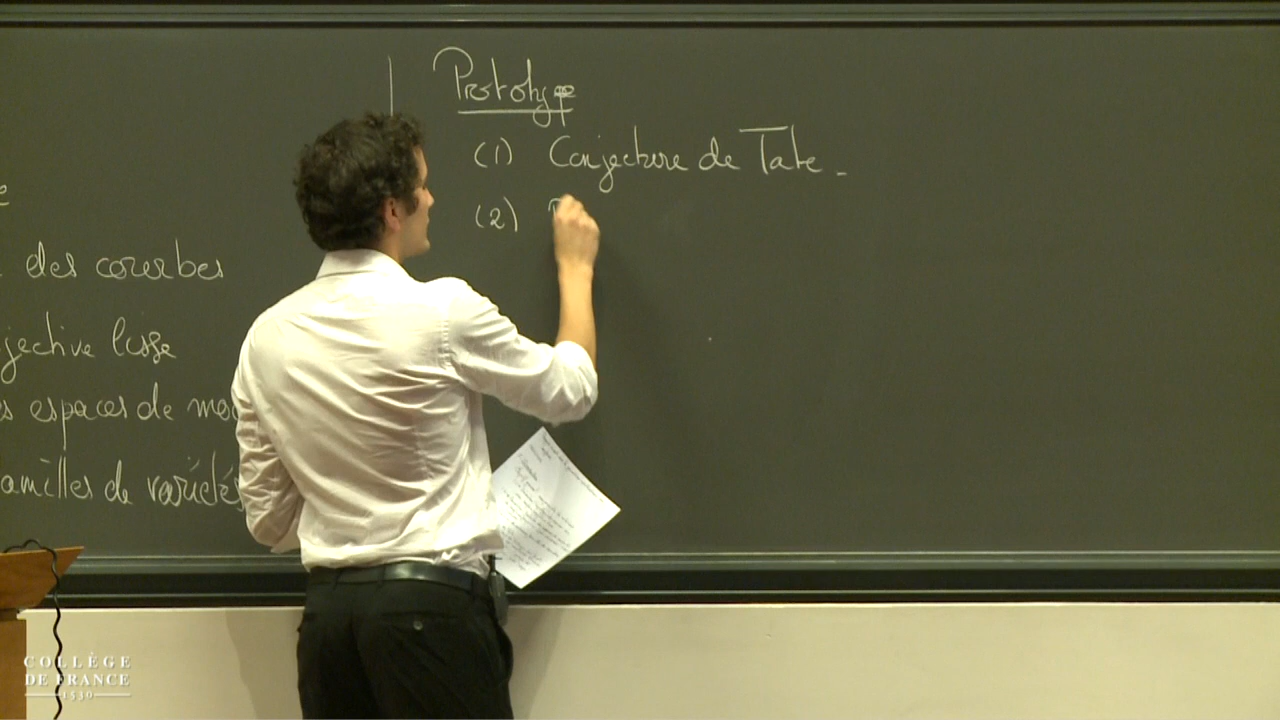 Prototype
(1) Conjecture de Tate.
(2)
e
des courbes
jective lisse
s espaces de mod
amilles de variétés
COLLÈGE
DE FRANCE
1530